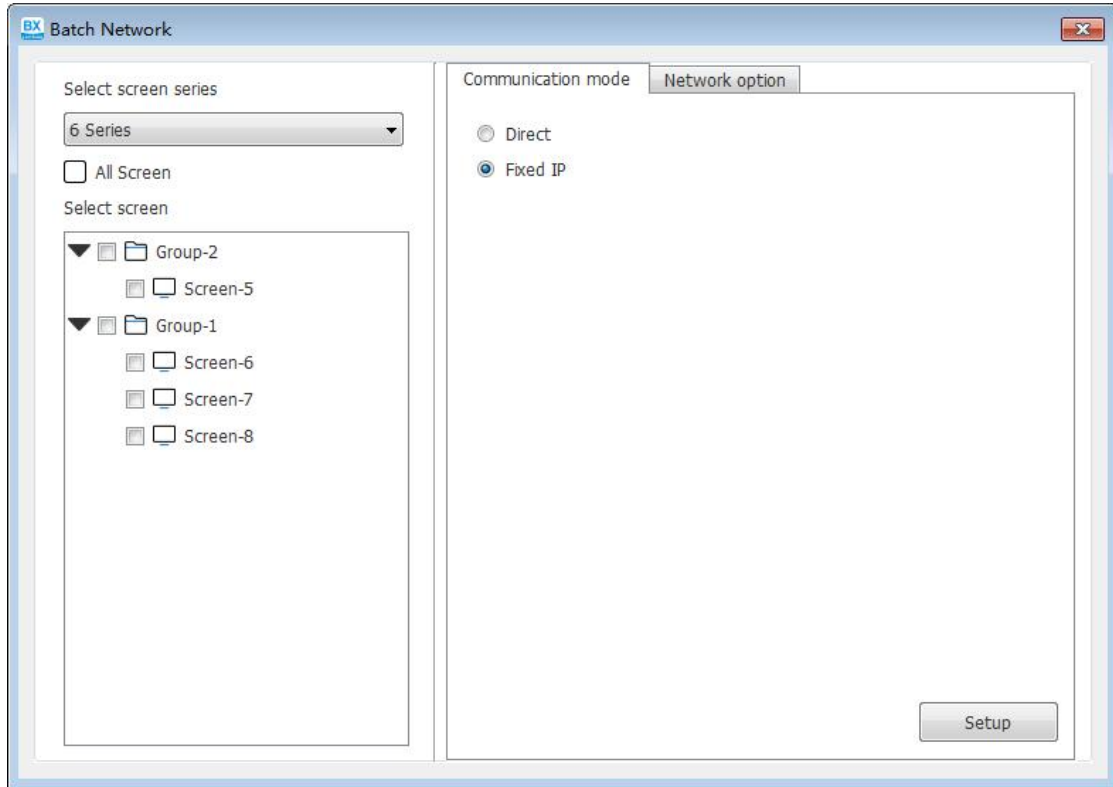 BX
Batch Network
Select screen series
6 Series
All Screen
Select screen
Group-2
Screen-5
Group-1
Screen-6
Screen-7
Screen-8
Communication mode
Network option
Direct
Fixed IP
Setup